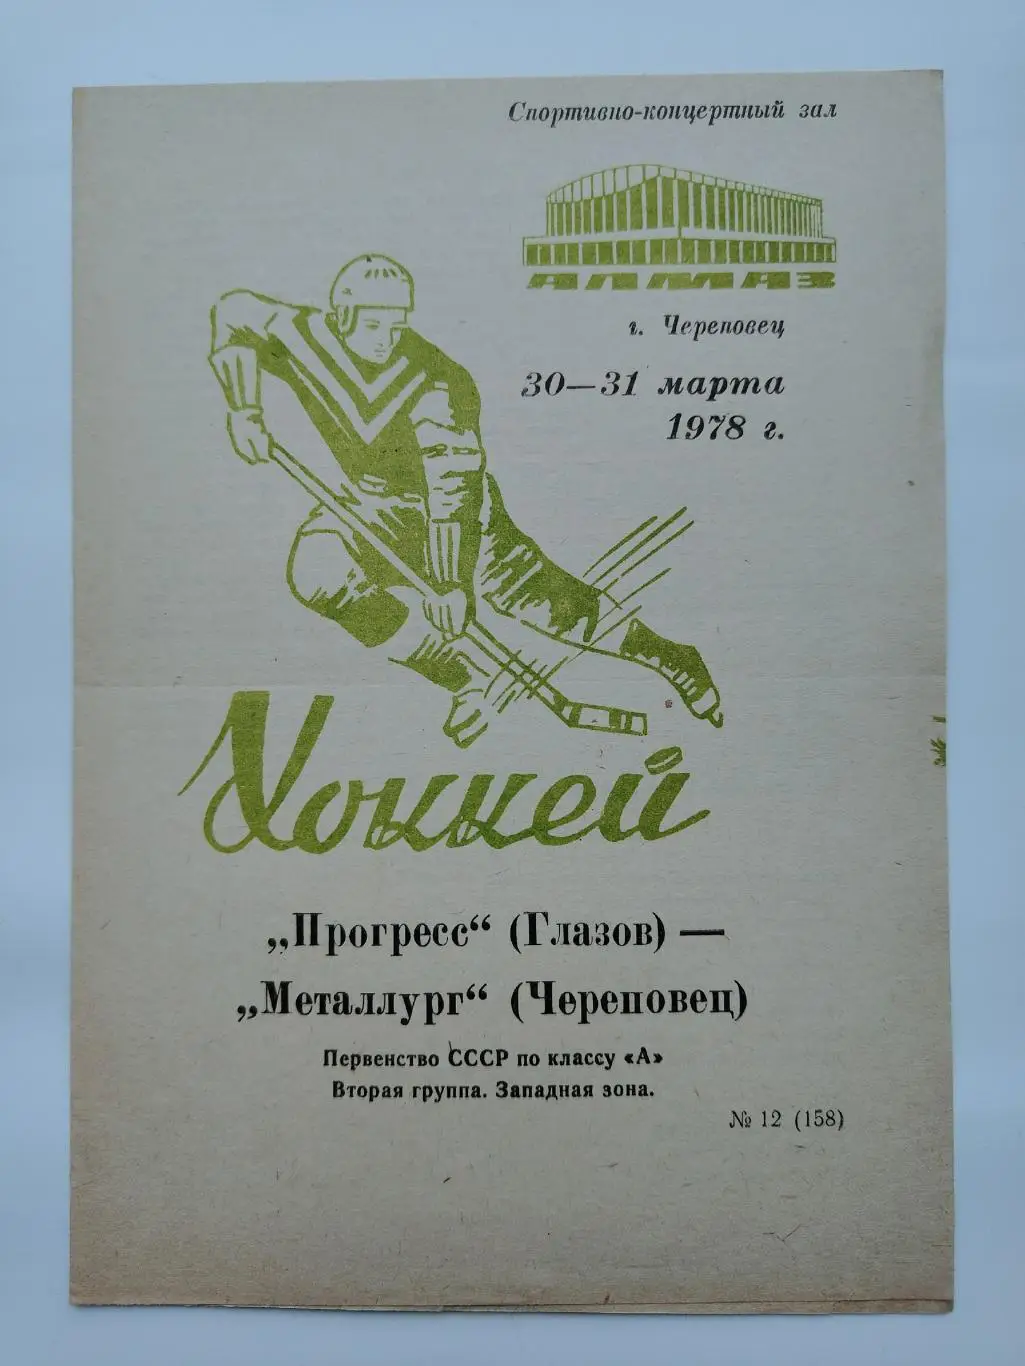 Спортивно-концертный зал
АЛМАЗ
г. Череповец
30—31 марта
1978 г.
Хоккей
„Прогресс“ (Глазов) —
„Металлург“ (Череповец)
Первенство СССР по классу «А»
Вторая группа. Западная зона.
№ 12 (158)